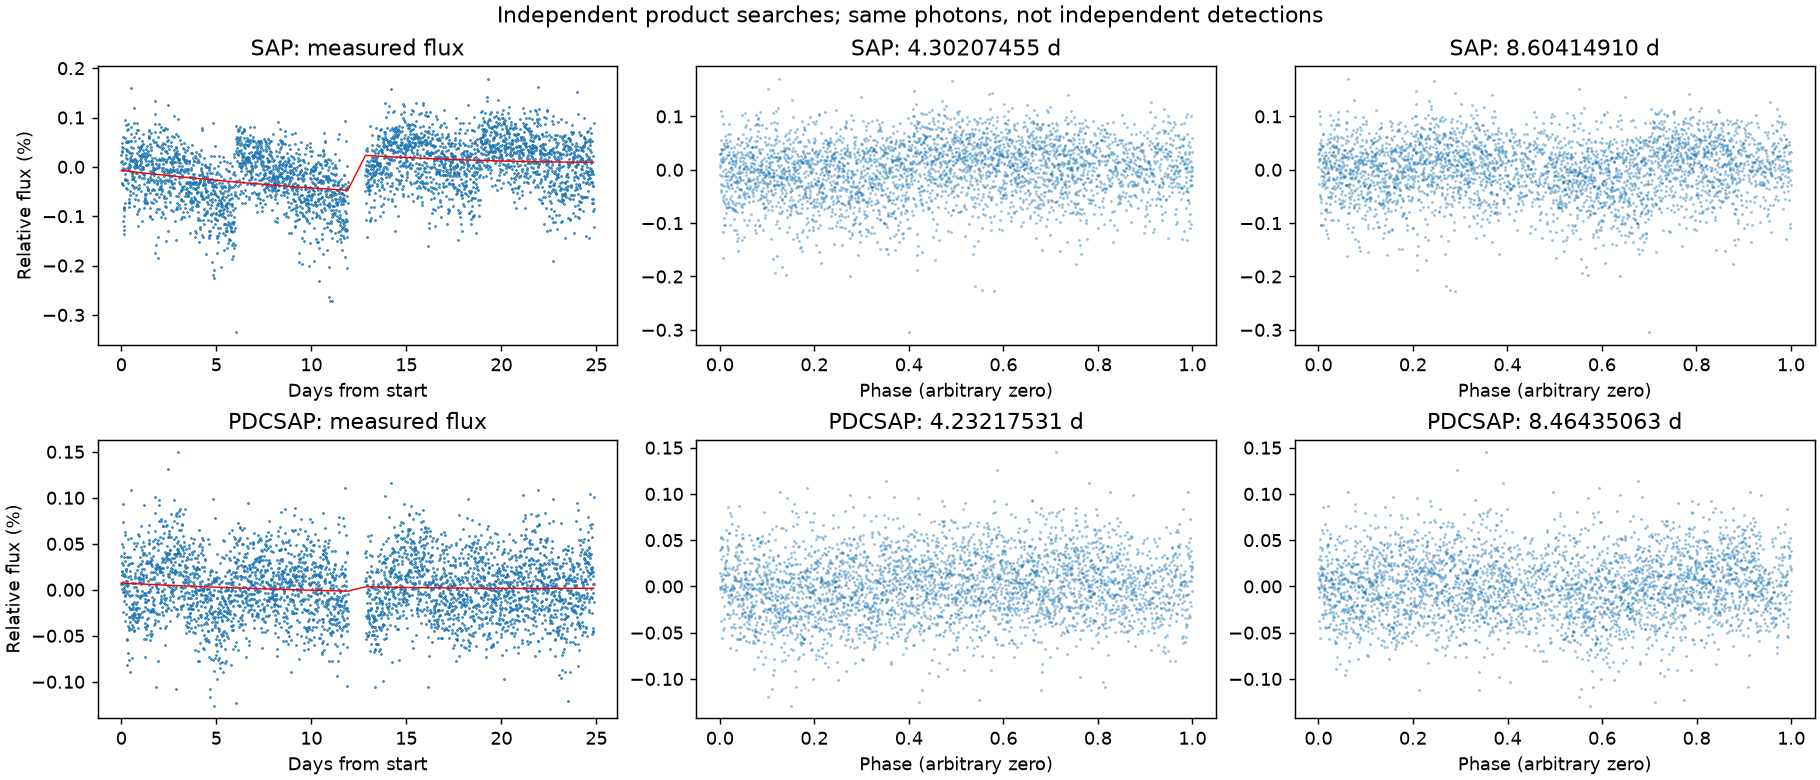 Independent product searches; same photons, not independent detections
SAP: measured flux
SAP: 4.30207455 d
SAP: 8.60414910 d
Relative flux (%)
0.2
0.1
0.0
−0.1
−0.2
−0.3
0 5 10 15 20 25
Days from start
0.1
0.0
−0.1
−0.2
−0.3
0.0 0.2 0.4 0.6 0.8 1.0
Phase (arbitrary zero)
0.1
0.0
−0.1
−0.2
−0.3
0.0 0.2 0.4 0.6 0.8 1.0
Phase (arbitrary zero)
PDCSAP: measured flux
PDCSAP: 4.23217531 d
PDCSAP: 8.46435063 d
Relative flux (%)
0.15
0.10
0.05
0.00
−0.05
−0.10
0 5 10 15 20 25
Days from start
0.15
0.10
0.05
0.00
−0.05
−0.10
0.0 0.2 0.4 0.6 0.8 1.0
Phase (arbitrary zero)
0.15
0.10
0.05
0.00
−0.05
−0.10
0.0 0.2 0.4 0.6 0.8 1.0
Phase (arbitrary zero)